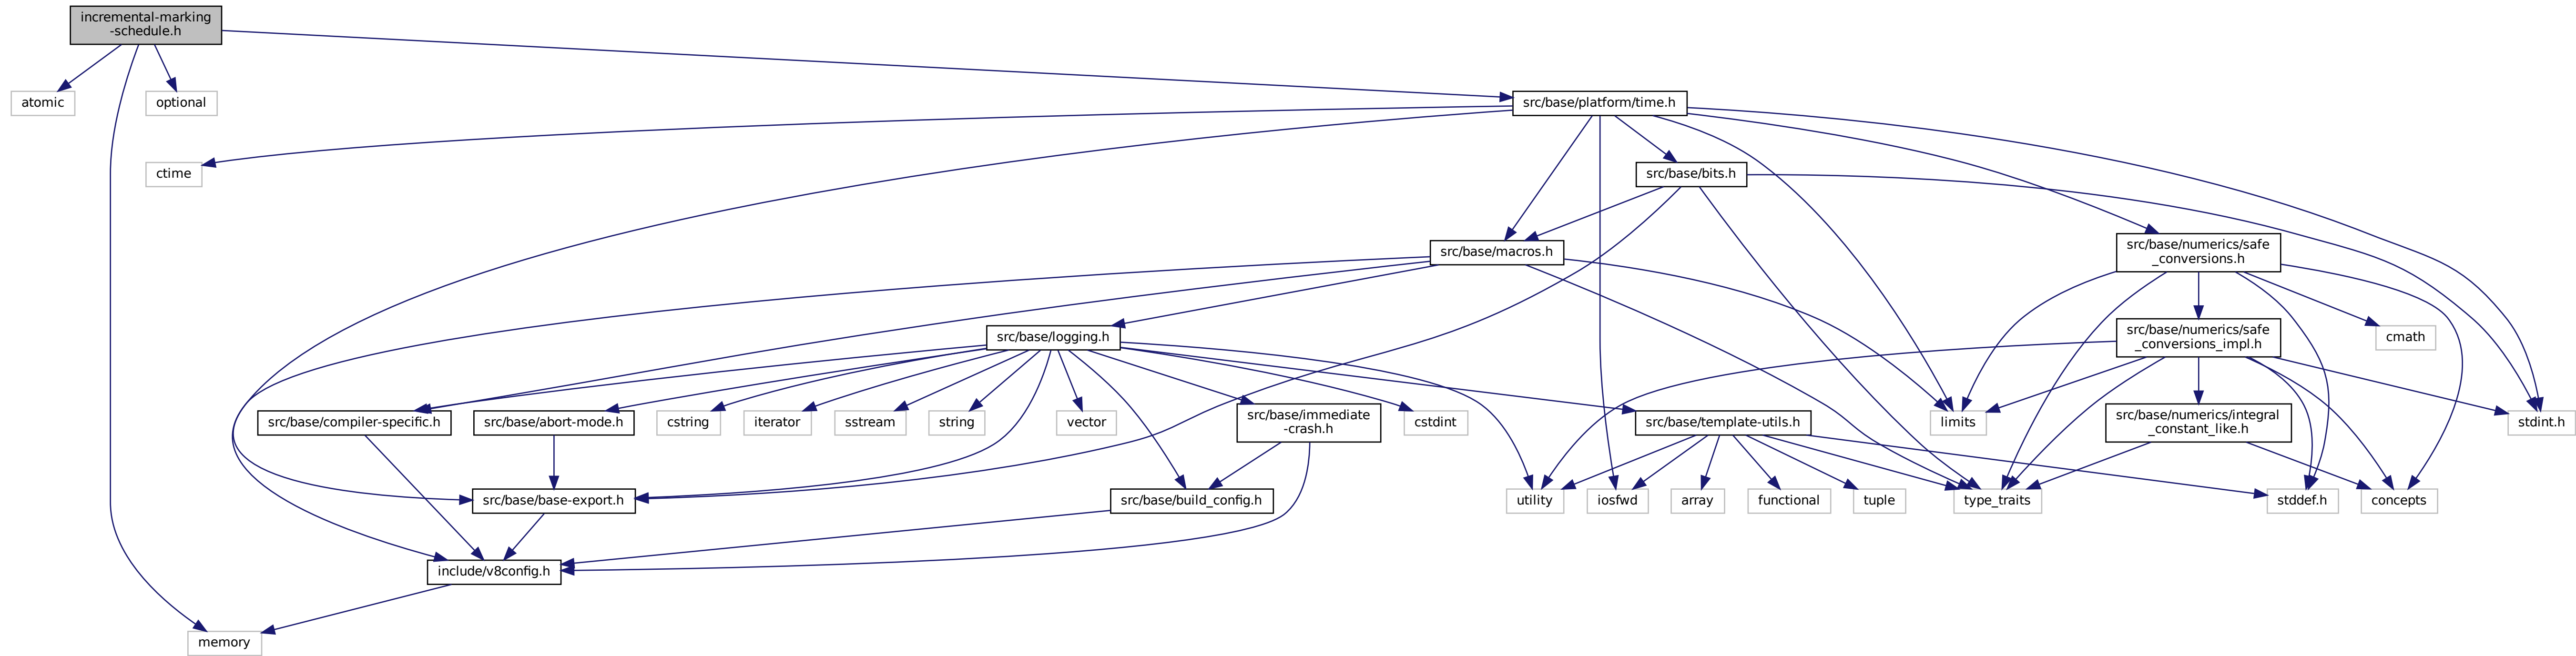 incremental-marking
-schedule.h
atomic
optional
src/base/platform/time.h
ctime
src/base/bits.h
src/base/macros.h
src/base/numerics/safe
_conversions.h
src/base/logging.h
src/base/numerics/safe
_conversions_impl.h
cmath
src/base/compiler-specific.h
src/base/abort-mode.h
cstring
iterator
sstream
string
vector
src/base/immediate
-crash.h
cstdint
src/base/template-utils.h
limits
src/base/numerics/integral
_constant_like.h
stdint.h
src/base/base-export.h
src/base/build_config.h
utility
iosfwd
array
functional
tuple
type_traits
stddef.h
concepts
include/v8config.h
memory